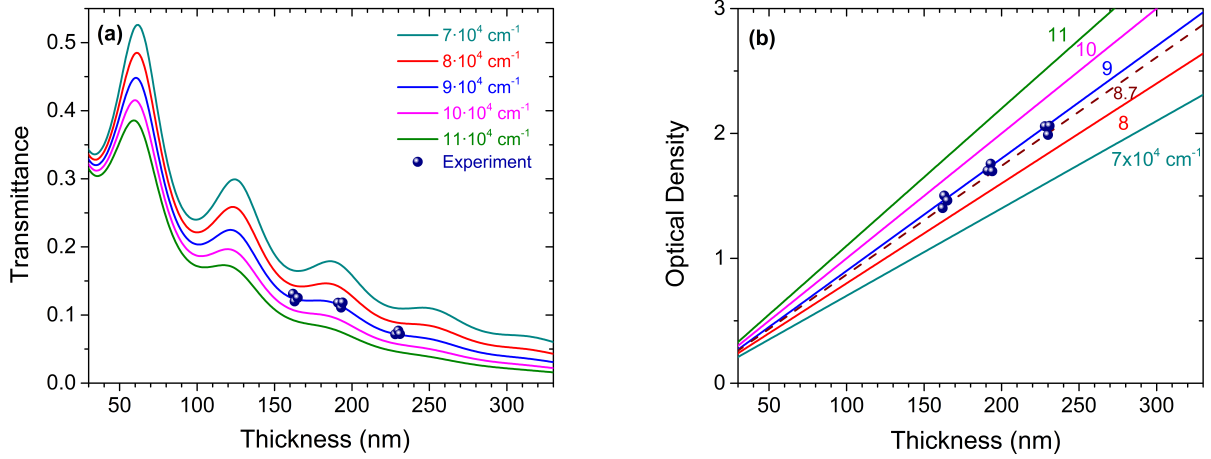 (a)
7·10⁴ cm⁻¹
8·10⁴ cm⁻¹
9·10⁴ cm⁻¹
10·10⁴ cm⁻¹
11·10⁴ cm⁻¹
Experiment
Transmittance
0.5
0.4
0.3
0.2
0.1
0.0
50 100 150 200 250 300
Thickness (nm)
(b)
11
10
9
8.7
8
7x10⁴ cm⁻¹
Optical Density
3
2
1
0
50 100 150 200 250 300
Thickness (nm)